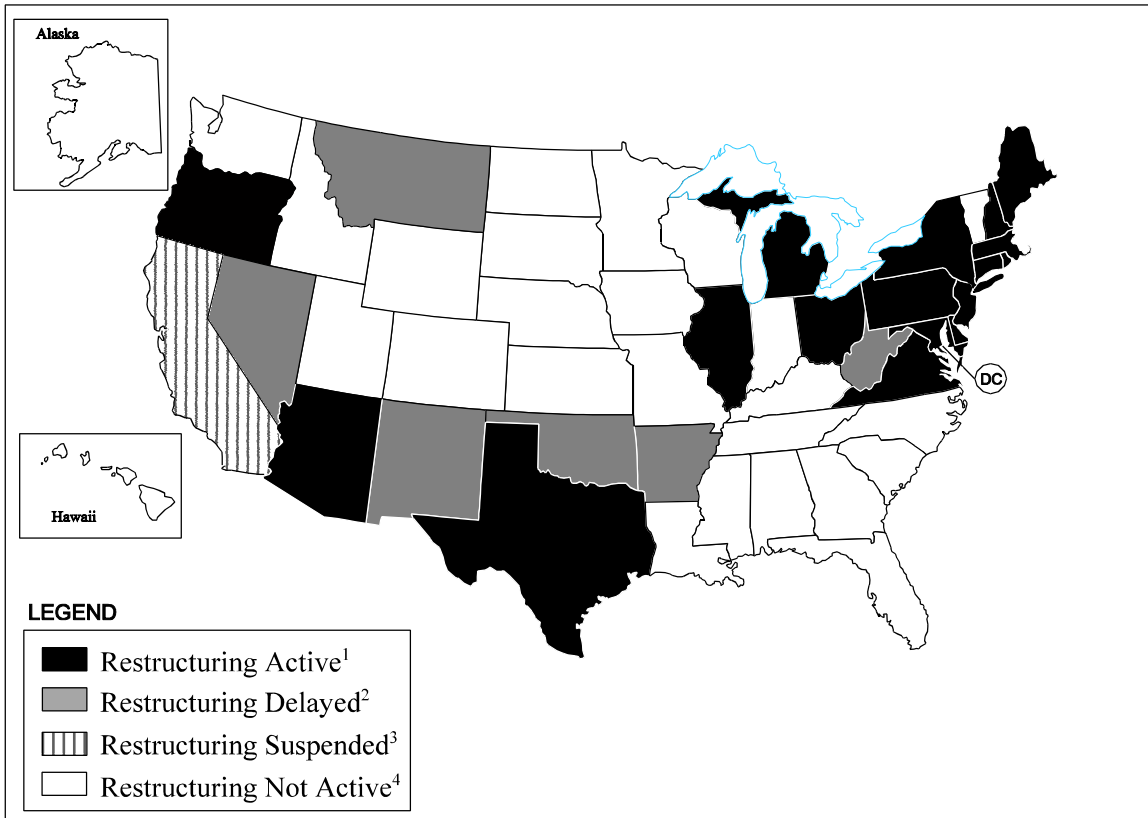 Alaska
DC
Hawaii
LEGEND
Restructuring Active¹
Restructuring Delayed²
Restructuring Suspended³
Restructuring Not Active⁴